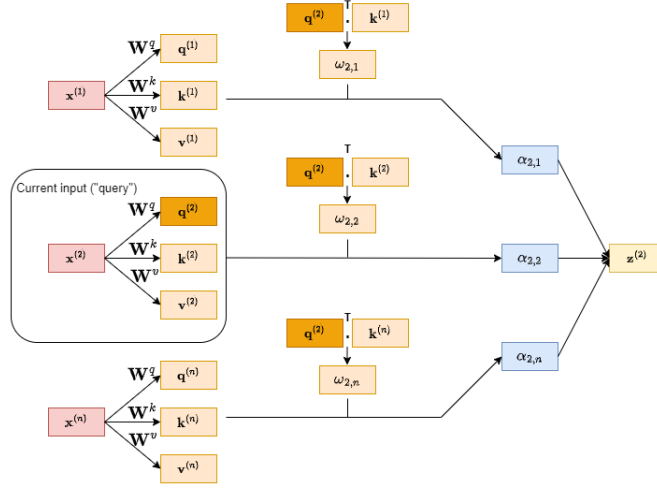 q⁽²⁾ᵀ · k⁽¹⁾
W^q
q⁽¹⁾
ω₂,₁
x⁽¹⁾
W^k
k⁽¹⁾
W^v
v⁽¹⁾
α₂,₁
q⁽²⁾ᵀ · k⁽²⁾
Current input ("query")
W^q
q⁽²⁾
ω₂,₂
x⁽²⁾
W^k
k⁽²⁾
α₂,₂
z⁽²⁾
W^v
v⁽²⁾
q⁽²⁾ᵀ · k⁽ⁿ⁾
α₂,ₙ
W^q
q⁽ⁿ⁾
ω₂,ₙ
x⁽ⁿ⁾
W^k
k⁽ⁿ⁾
W^v
v⁽ⁿ⁾